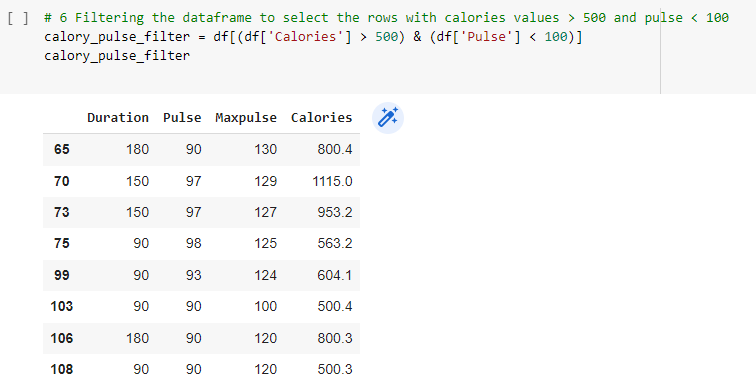 [ ] # 6 Filtering the dataframe to select the rows with calories values > 500 and pulse < 100
calory_pulse_filter = df[(df['Calories'] > 500) & (df['Pulse'] < 100)]
calory_pulse_filter
Duration Pulse Maxpulse Calories
65 180 90 130 800.4
70 150 97 129 1115.0
73 150 97 127 953.2
75 90 98 125 563.2
99 90 93 124 604.1
103 90 90 100 500.4
106 180 90 120 800.3
108 90 90 120 500.3